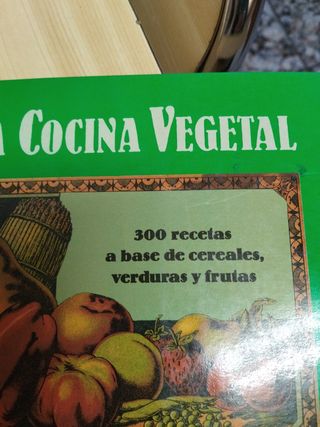 A COCINA VEGETAL
300 recetas
a base de cereales,
verduras y frutas